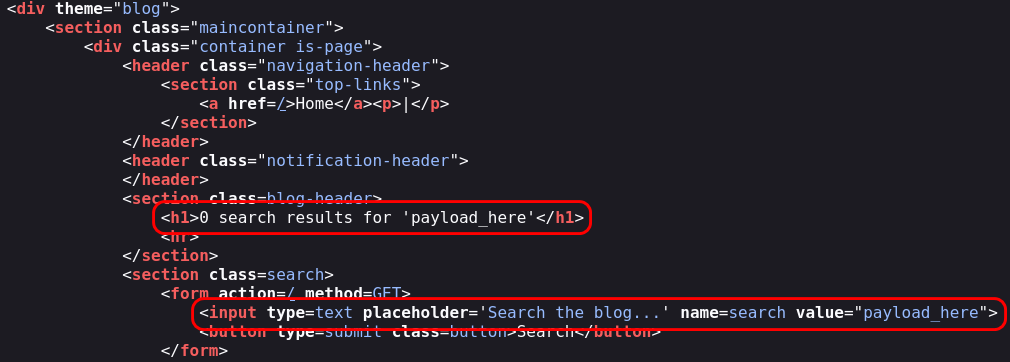 <div theme="blog">
<section class="maincontainer">
<div class="container is-page">
<header class="navigation-header">
<section class="top-links">
<a href=/>Home</a><p>|</p>
</section>
</header>
<header class="notification-header">
</header>
<section class=blog-header>
<h1>0 search results for 'payload_here'</h1>
<hr>
</section>
<section class=search>
<form action=/ method=GET>
<input type=text placeholder='Search the blog...' name=search value="payload_here">
<button type=submit class=button>Search</button>
</form>